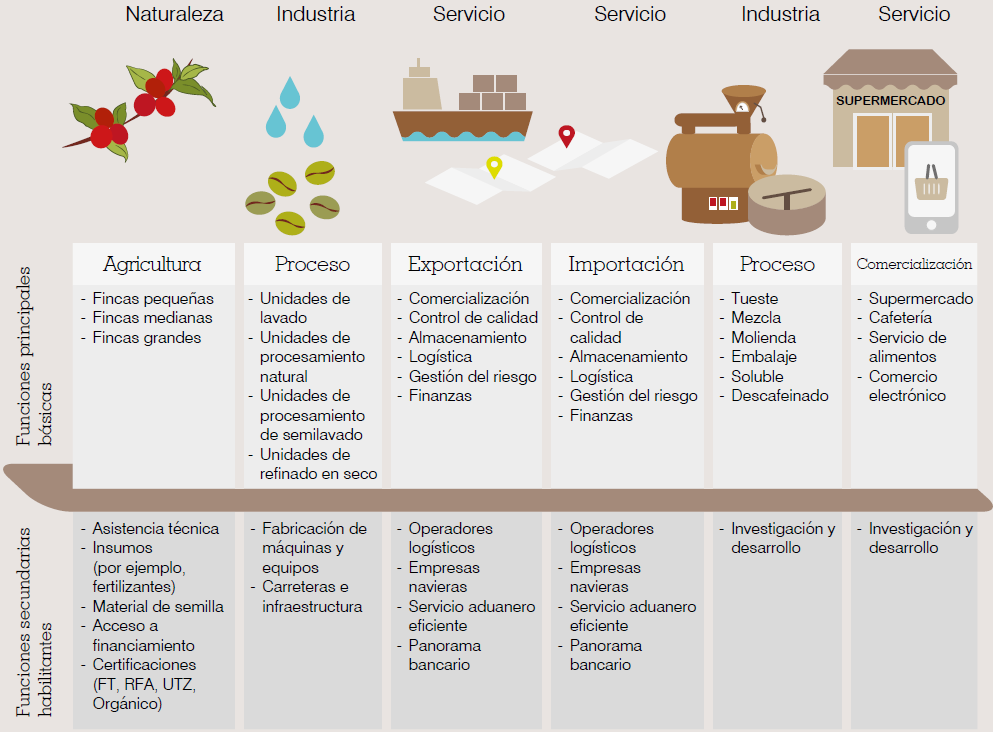 Naturaleza
Industria
Servicio
Servicio
Industria
Servicio
SUPERMERCADO
Funciones principales
básicas
Agricultura
- Fincas pequeñas
- Fincas medianas
- Fincas grandes
Proceso
- Unidades de
lavado
- Unidades de
procesamiento
natural
- Unidades de
procesamiento
de semilavado
- Unidades de
refinado en seco
Exportación
- Comercialización
- Control de calidad
- Almacenamiento
- Logística
- Gestión del riesgo
- Finanzas
Importación
- Comercialización
- Control de
calidad
- Almacenamiento
- Logística
- Gestión del riesgo
- Finanzas
Proceso
- Tueste
- Mezcla
- Molienda
- Embalaje
- Soluble
- Descafeinado
Comercialización
- Supermercado
- Cafetería
- Servicio de
alimentos
- Comercio
electrónico
Funciones secundarias
habilitantes
- Asistencia técnica
- Insumos
(por ejemplo,
fertilizantes)
- Material de semilla
- Acceso a
financiamiento
- Certificaciones
(FT, RFA, UTZ,
Orgánico)
- Fabricación de
máquinas y
equipos
- Carreteras e
infraestructura
- Operadores
logísticos
- Empresas
navieras
- Servicio aduanero
eficiente
- Panorama
bancario
- Operadores
logísticos
- Empresas
navieras
- Servicio aduanero
eficiente
- Panorama
bancario
- Investigación y
desarrollo
- Investigación y
desarrollo